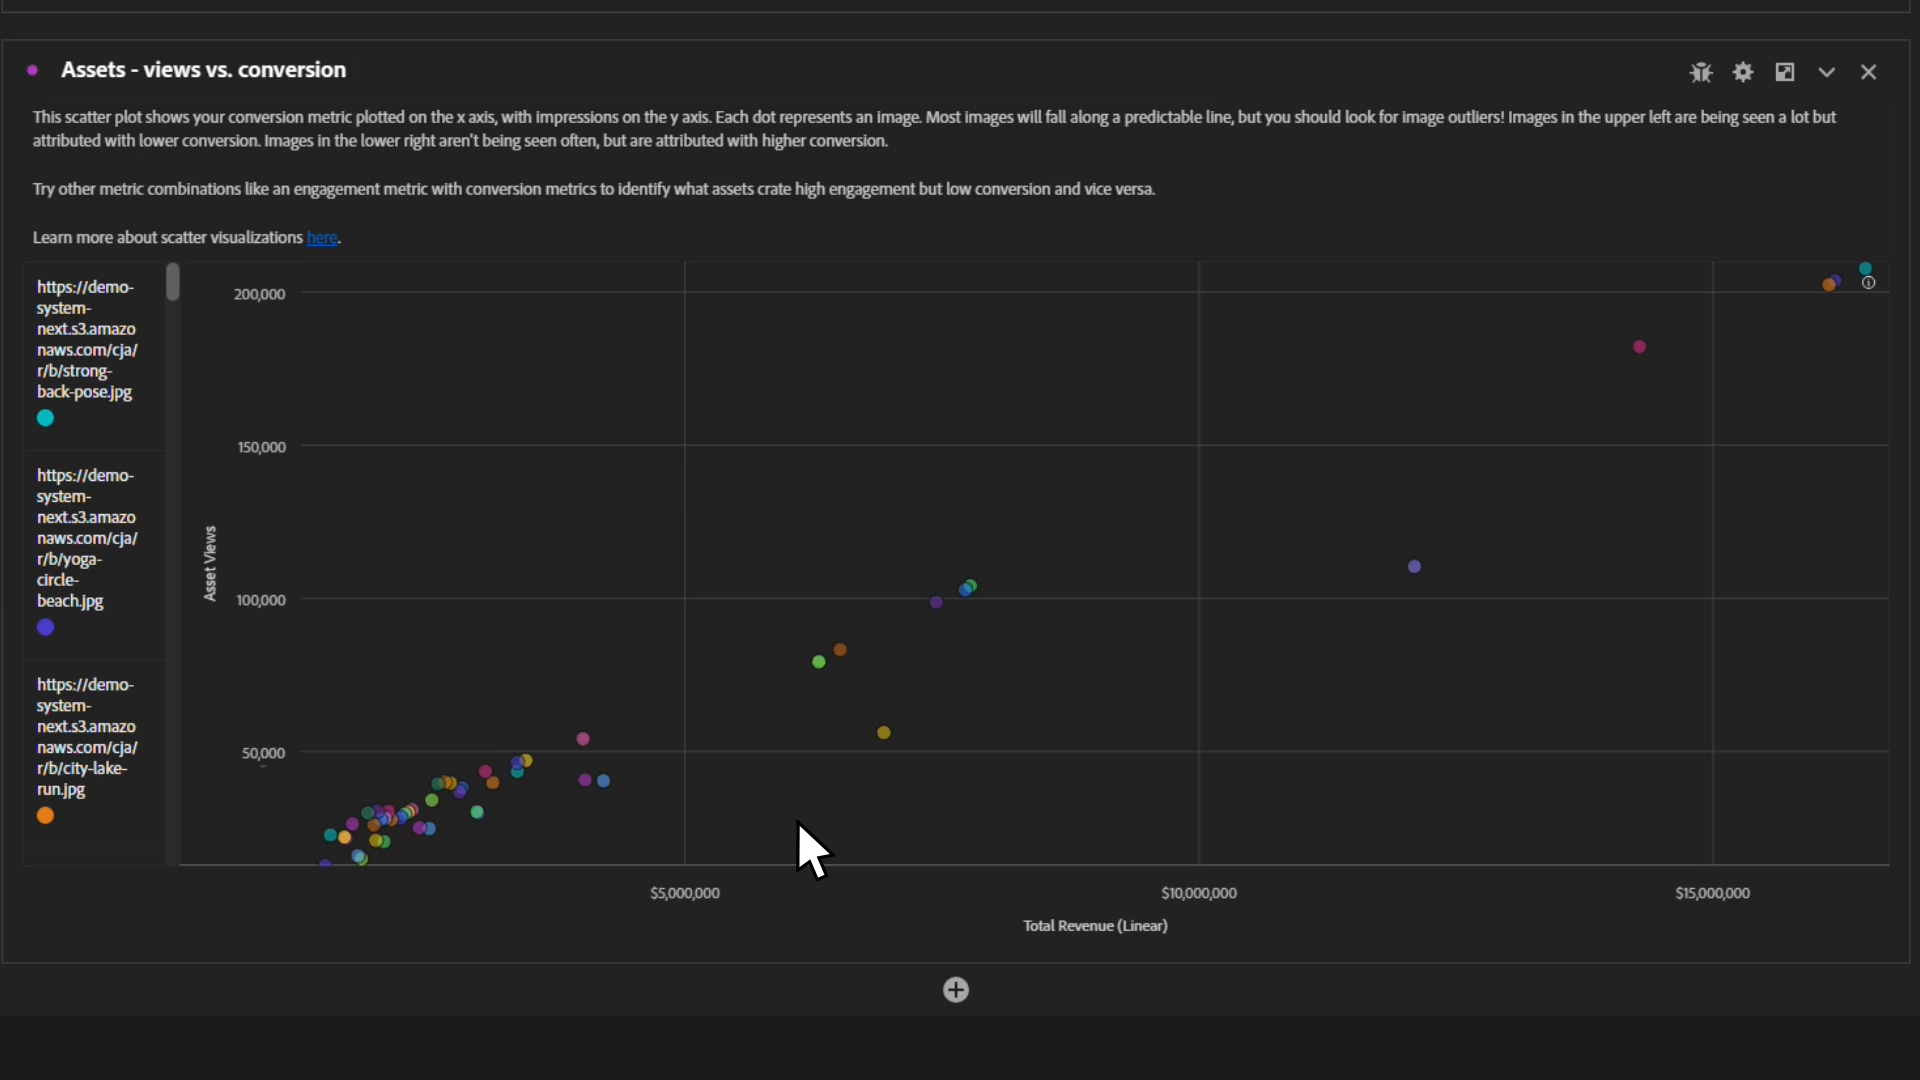 Assets - views vs. conversion
This scatter plot shows your conversion metric plotted on the x axis, with impressions on the y axis. Each dot represents an image. Most images will fall along a predictable line, but you should look for image outliers! Images in the upper left are being seen a lot but
attributed with lower conversion. Images in the lower right aren't being seen often, but are attributed with higher conversion.
Try other metric combinations like an engagement metric with conversion metrics to identify what assets crate high engagement but low conversion and vice versa.
Learn more about scatter visualizations here.
https://demo-
system-
next.s3.amazo
naws.com/cja/
r/b/strong-
back-pose.jpg
https://demo-
system-
next.s3.amazo
naws.com/cja/
r/b/yoga-
circle-
beach.jpg
https://demo-
system-
next.s3.amazo
naws.com/cja/
r/b/city-lake-
run.jpg
Asset Views
200,000
150,000
100,000
50,000
$5,000,000
$10,000,000
$15,000,000
Total Revenue (Linear)